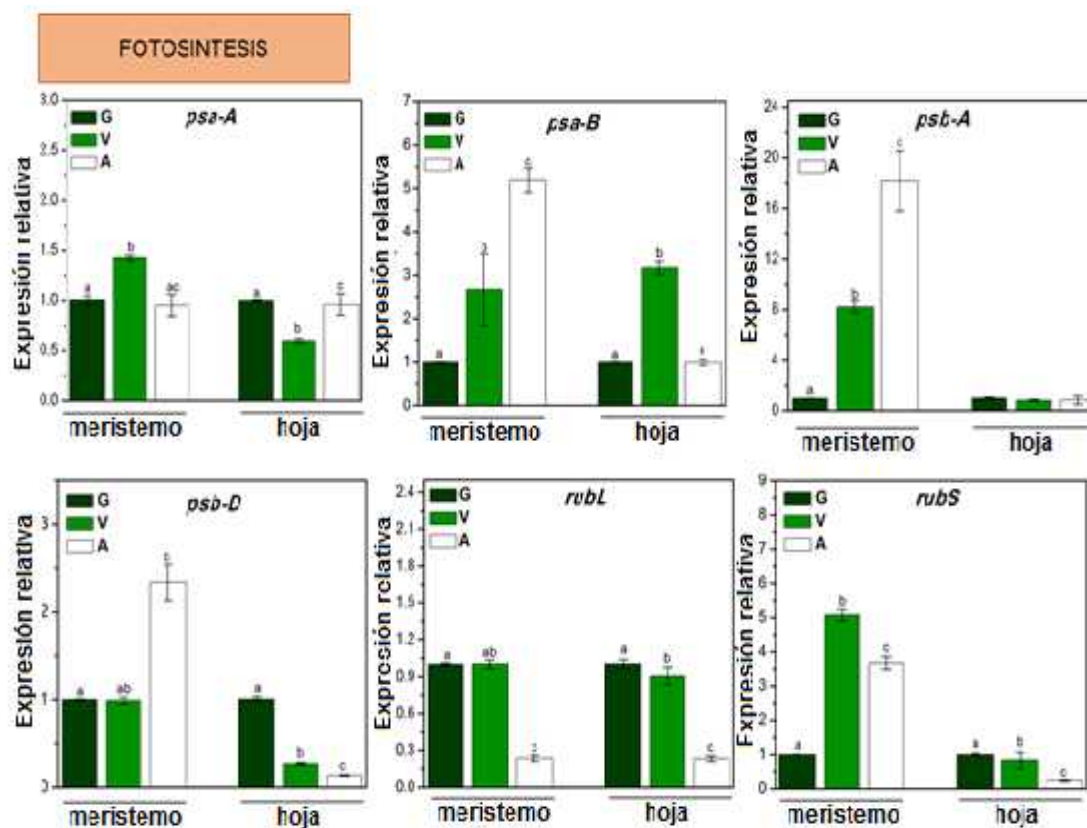 FOTOSINTESIS
3.0
2.5
2.0
1.5
1.0
0.5
0.0
Expresión relativa
G
V
A
psa-A
a
b
ac
a
b
c
meristemo
hoja
7
6
5
4
3
2
1
0
Expresión relativa
G
V
A
psa-B
a
c
a
b
meristemo
hoja
24
20
16
12
8
4
0
Expresión relativa
G
V
A
psb-A
a
b
c
meristemo
hoja
3
2
1
0
Expresión relativa
G
V
A
psb-D
a
ab
a
b
c
meristemo
hoja
2.4
2.1
1.8
1.5
1.2
0.9
0.6
0.3
0.0
Expresión relativa
G
V
A
rubL
a
ab
a
b
c
meristemo
hoja
9
8
7
6
5
4
3
2
1
0
Expresión relativa
G
V
A
rubS
a
b
c
a
b
c
meristemo
hoja